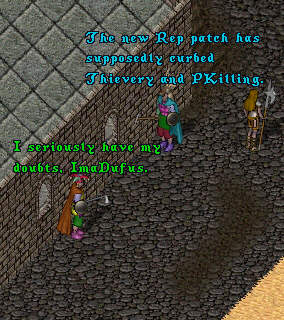 The new Rep patch has
supposedly curbed
Thievery and PKilling.
I seriously have my
doubts, ImaDufus.